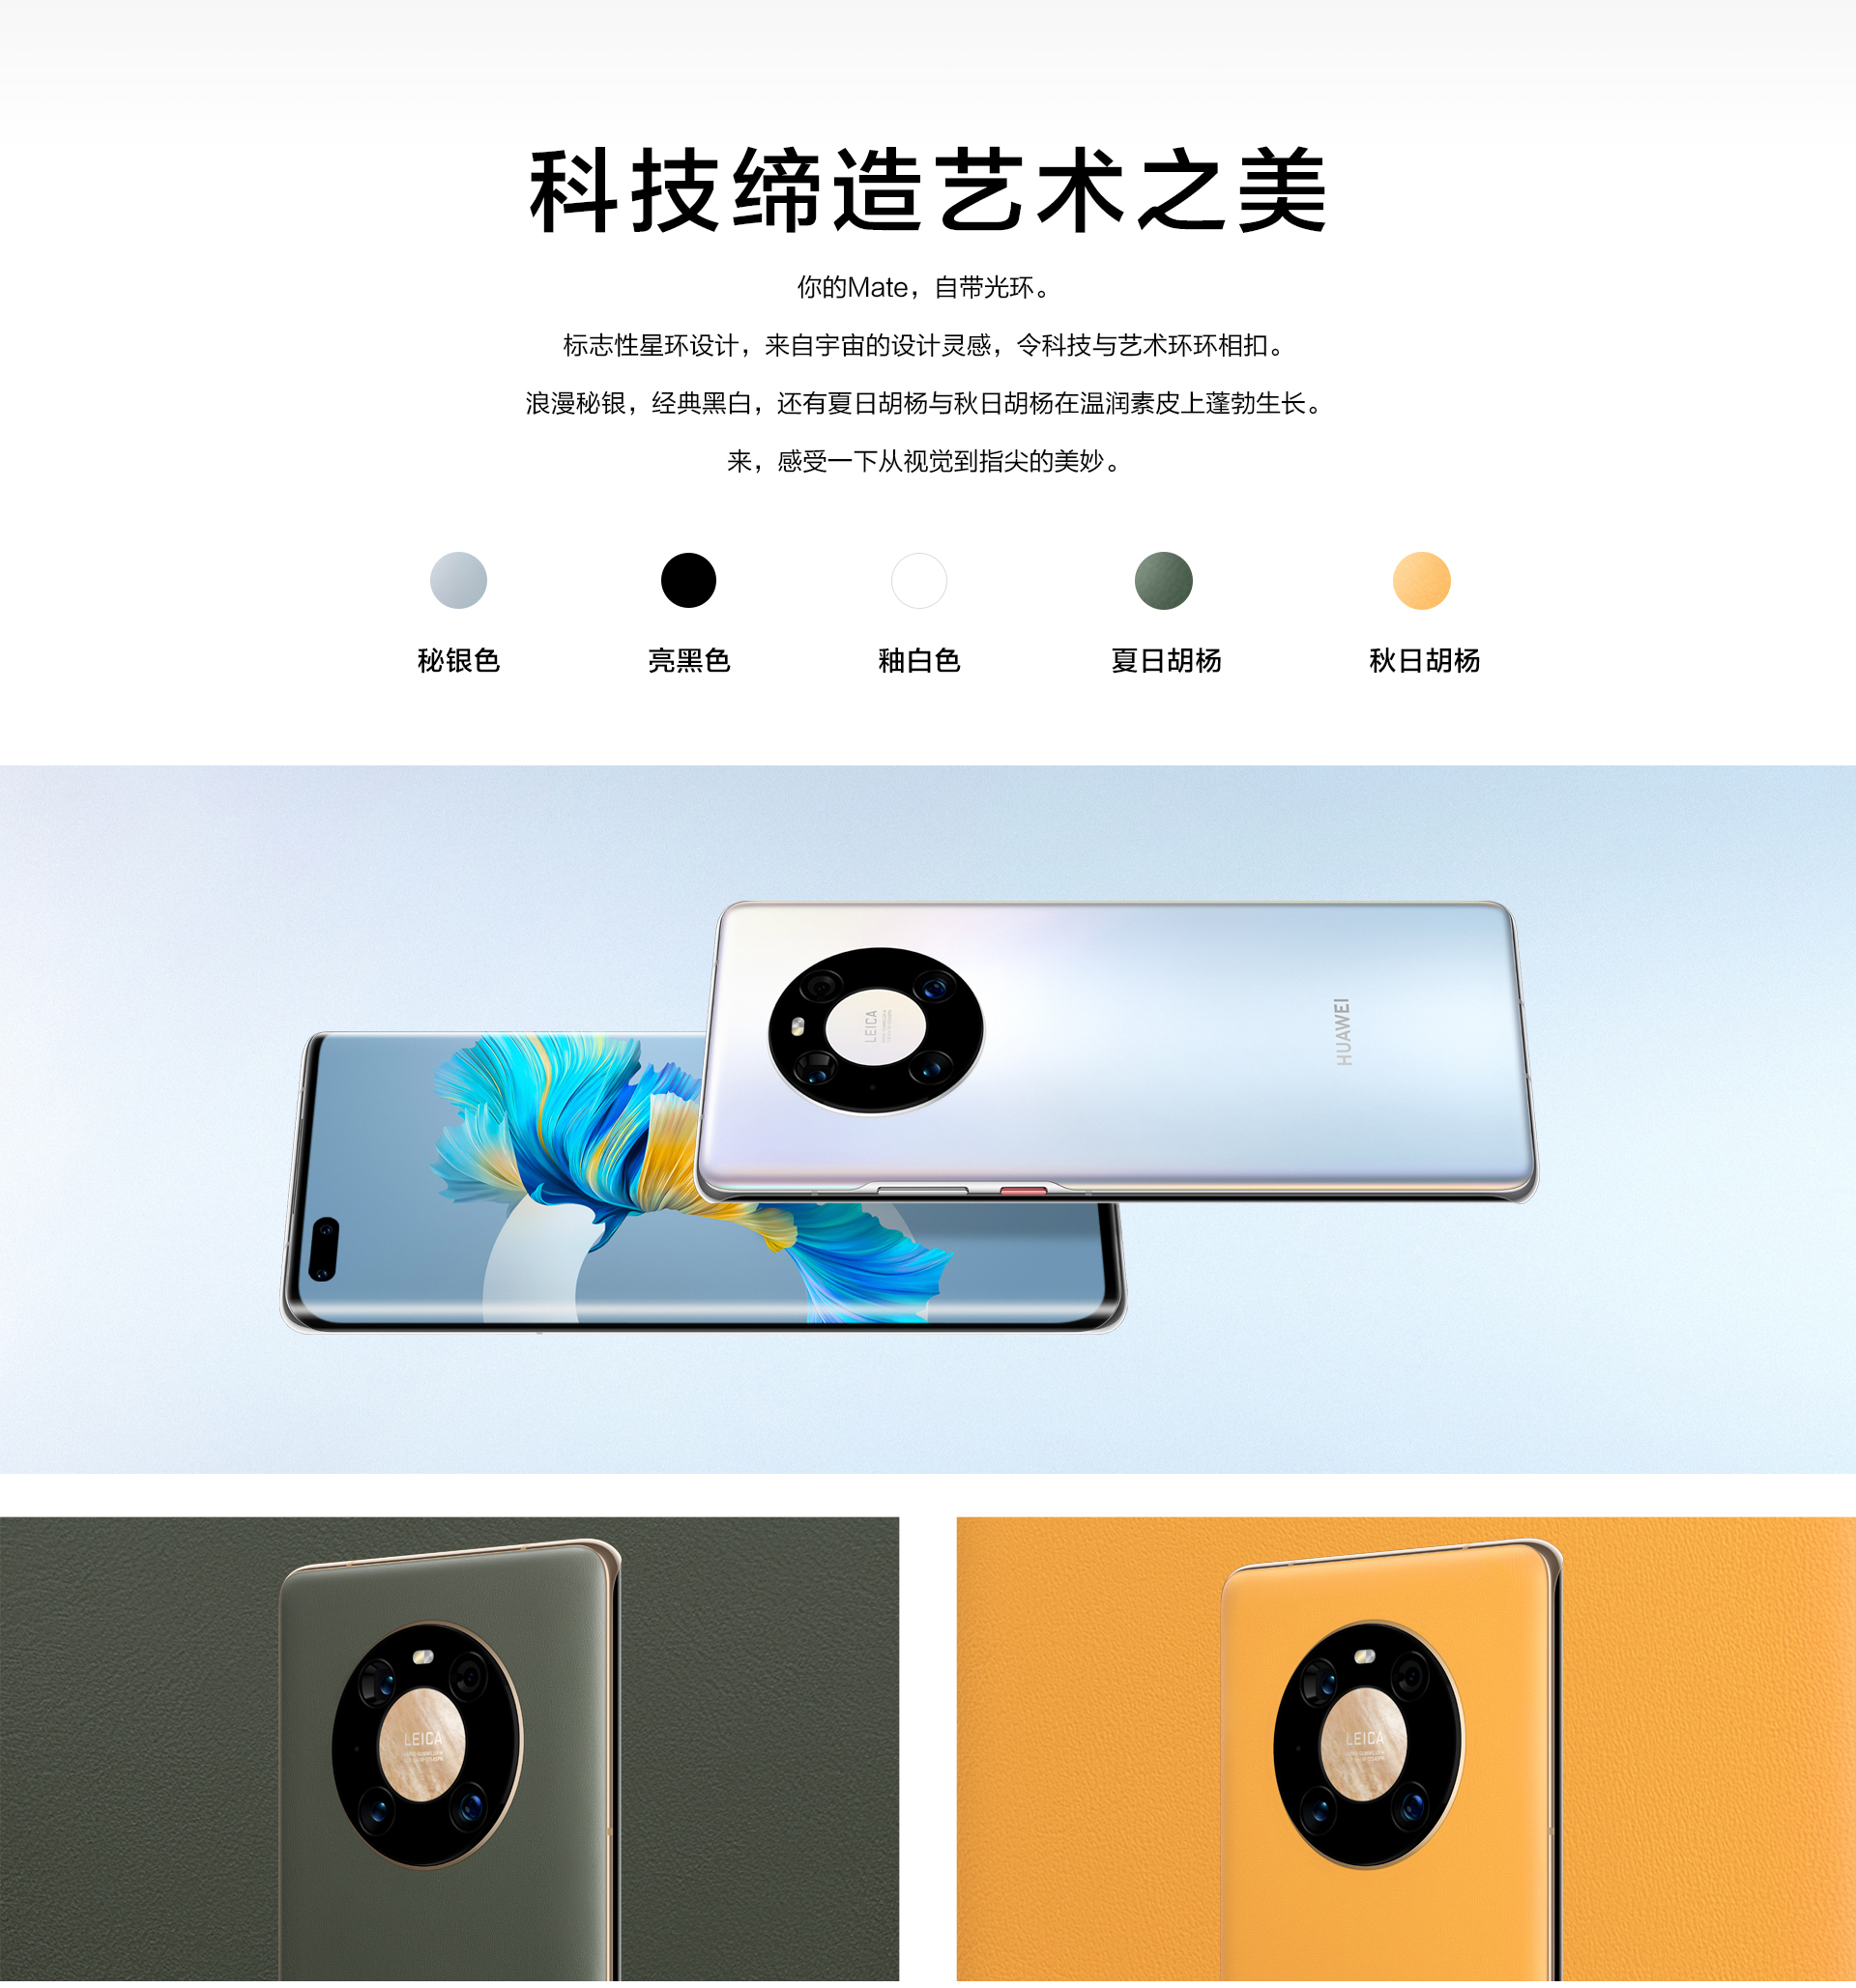 科技缔造艺术之美
你的Mate，自带光环。
标志性星环设计，来自宇宙的设计灵感，令科技与艺术环环相扣。
浪漫秘银，经典黑白，还有夏日胡杨与秋日胡杨在温润素皮上蓬勃生长。
来，感受一下从视觉到指尖的美妙。
秘银色
亮黑色
釉白色
夏日胡杨
秋日胡杨
LEICA
HUAWEI
LEICA
LEICA